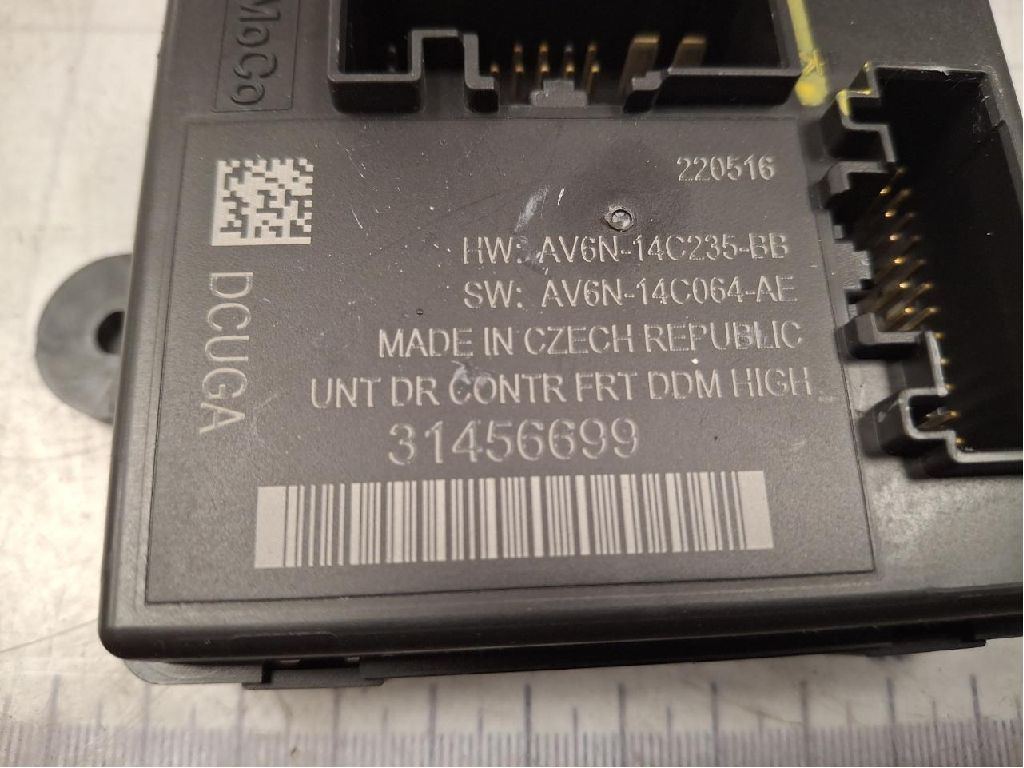 MoCo
220516
HW: AV6N-14C235-BB
SW: AV6N-14C064-AE
MADE IN CZECH REPUBLIC
UNT DR CONTR FRT DDM HIGH
31456699
DCUGA